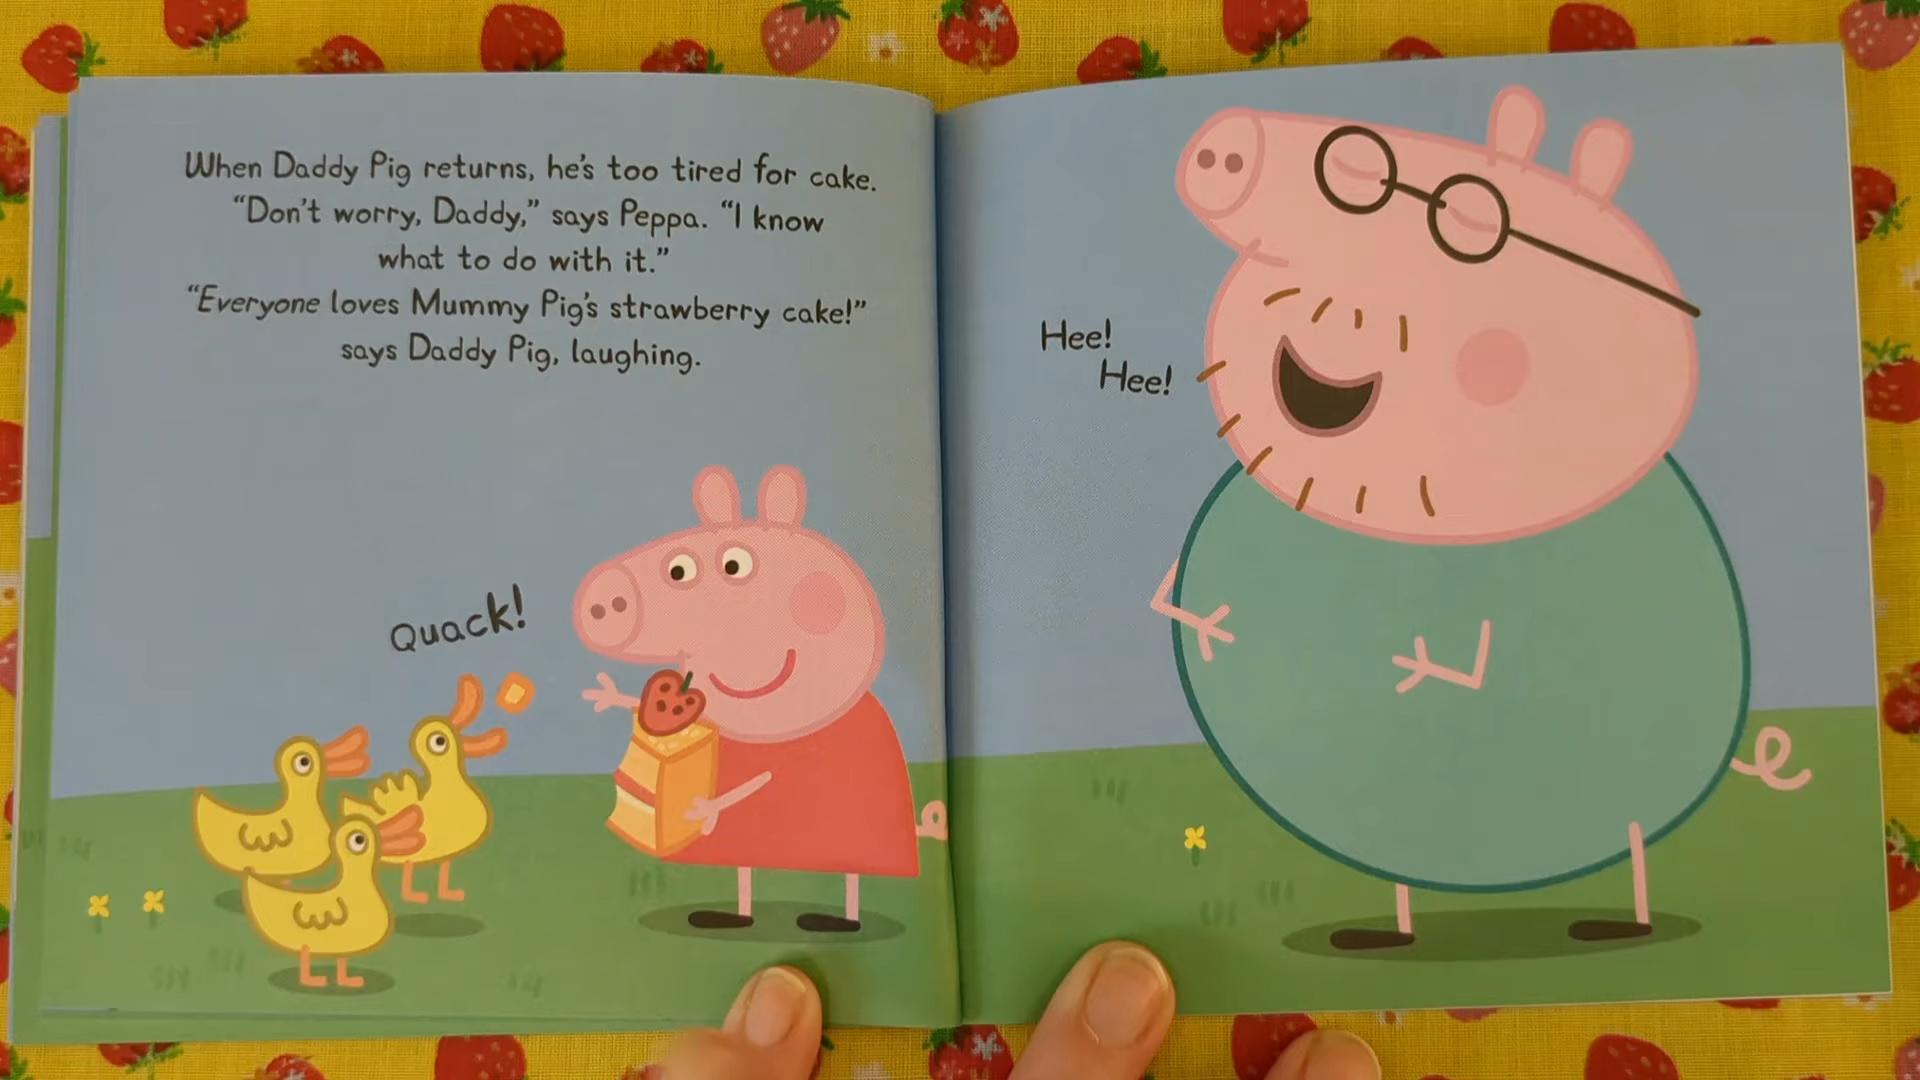 When Daddy Pig returns, he's too tired for cake.
“Don't worry, Daddy,” says Peppa. “I know
what to do with it.”
“Everyone loves Mummy Pig's strawberry cake!”
says Daddy Pig, laughing.
Quack!
Hee!
Hee!